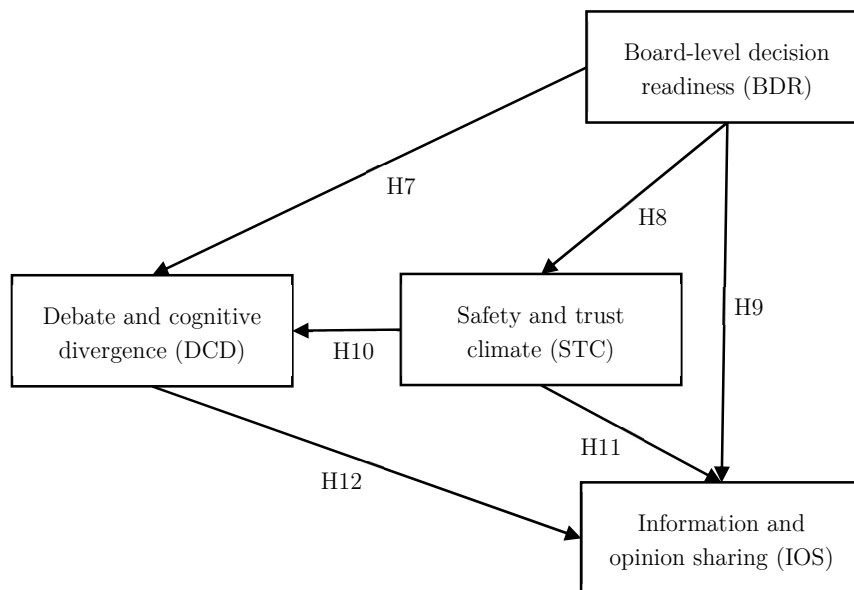 Board-level decision
readiness (BDR)
H7
H8
Debate and cognitive
divergence (DCD)
Safety and trust
climate (STC)
H9
H10
H11
H12
Information and
opinion sharing (IOS)